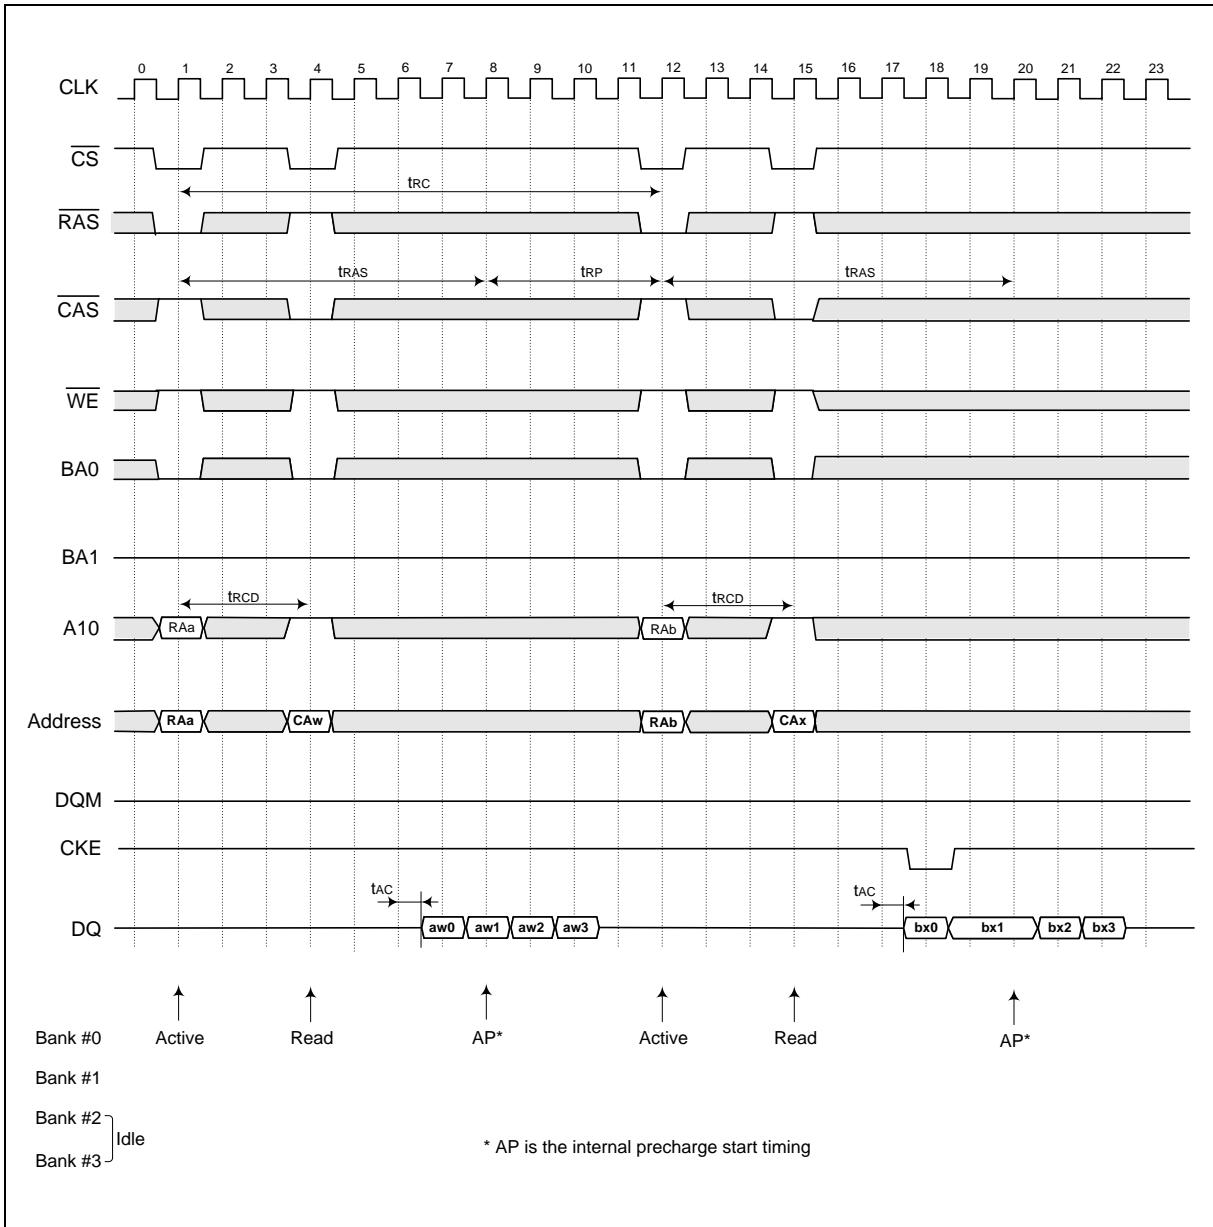 0 1 2 3 4 5 6 7 8 9 10 11 12 13 14 15 16 17 18 19 20 21 22 23
CLK
CS
tRC
RAS
tRAS tRP tRAS
CAS
WE
BA0
BA1
tRCD tRCD
A10 RAa RAb
Address RAa CAw RAb CAx
DQM
CKE
tAC tAC
DQ aw0 aw1 aw2 aw3 bx0 bx1 bx2 bx3
Bank #0 Active Read AP* Active Read AP*
Bank #1
Bank #2
Idle
Bank #3
* AP is the internal precharge start timing